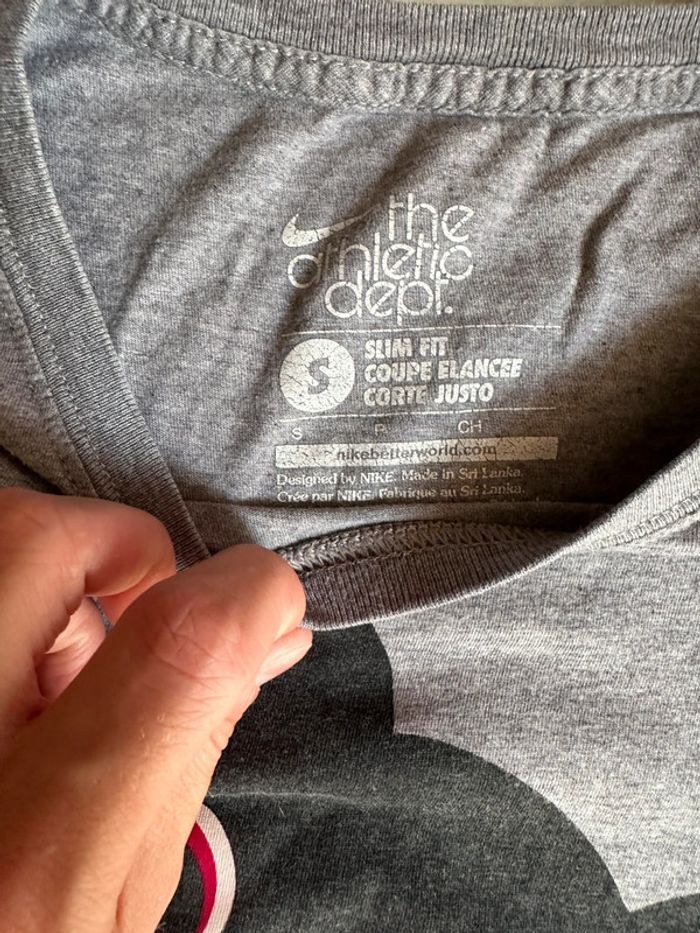 the
athletic
dept.
S
SLIM FIT
COUPE ELANCEE
CORTE JUSTO
S P CH
nikebetterworld.com
Designed by NIKE. Made in Sri Lanka.
Crée par NIKE. Fabrique au Sri Lanka.